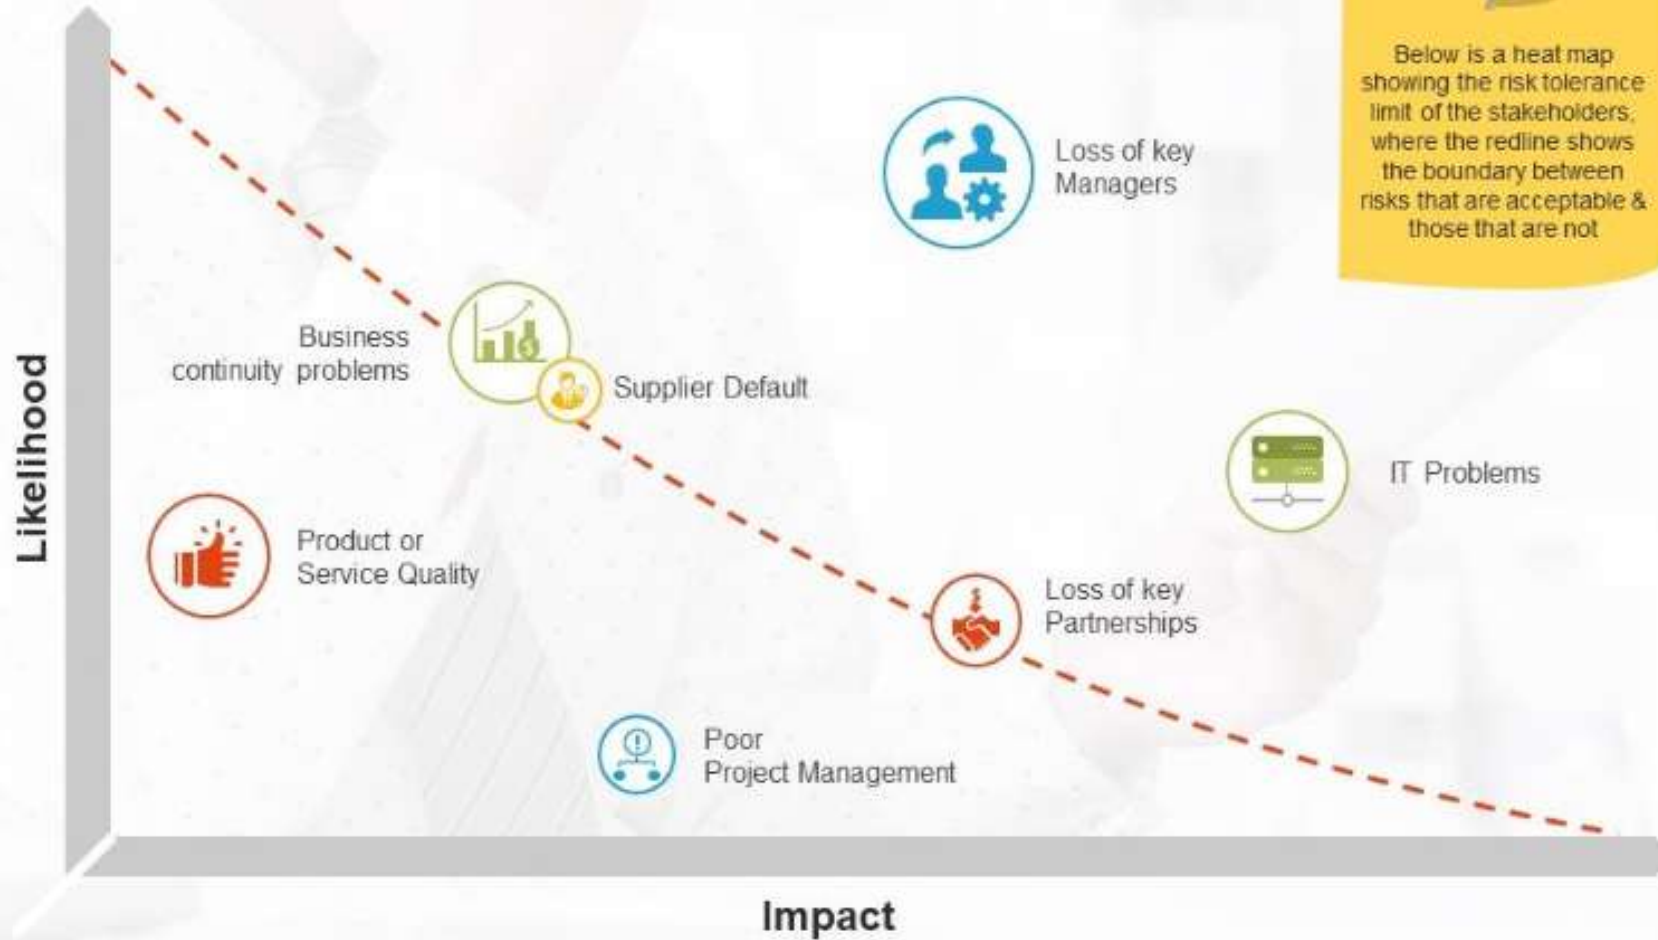 Below is a heat map
showing the risk tolerance
limit of the stakeholders,
where the redline shows
the boundary between
risks that are acceptable &
those that are not
Loss of key
Managers
Business
continuity problems
Supplier Default
IT Problems
Product or
Service Quality
Loss of key
Partnerships
Poor
Project Management
Likelihood
Impact